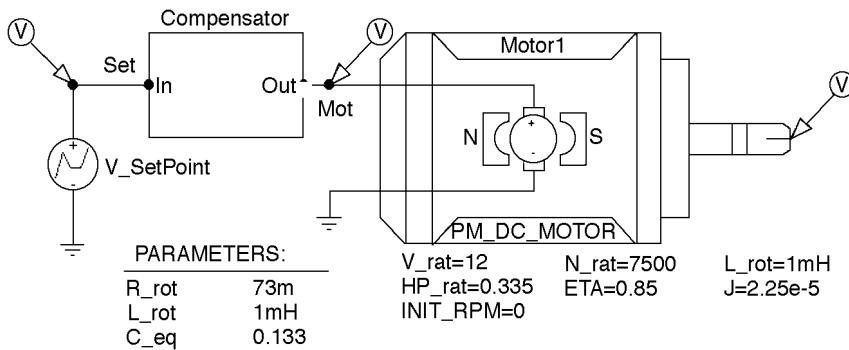 Compensator
V
V
Set
In
Out
Mot
Motor1
V
N
+
-
S
+
-
V_SetPoint
PM_DC_MOTOR
PARAMETERS:
R_rot 73m
L_rot 1mH
C_eq 0.133
V_rat=12 N_rat=7500 L_rot=1mH
HP_rat=0.335 ETA=0.85 J=2.25e-5
INIT_RPM=0